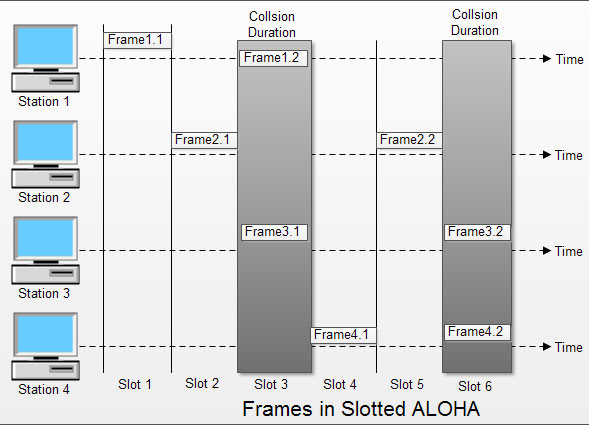 Collsion
Duration
Collsion
Duration
Frame1.1
Frame1.2
Time
Station 1
Frame2.1
Frame2.2
Time
Station 2
Frame3.1
Frame3.2
Time
Station 3
Frame4.1
Frame4.2
Time
Station 4
Slot 1
Slot 2
Slot 3
Slot 4
Slot 5
Slot 6
Frames in Slotted ALOHA